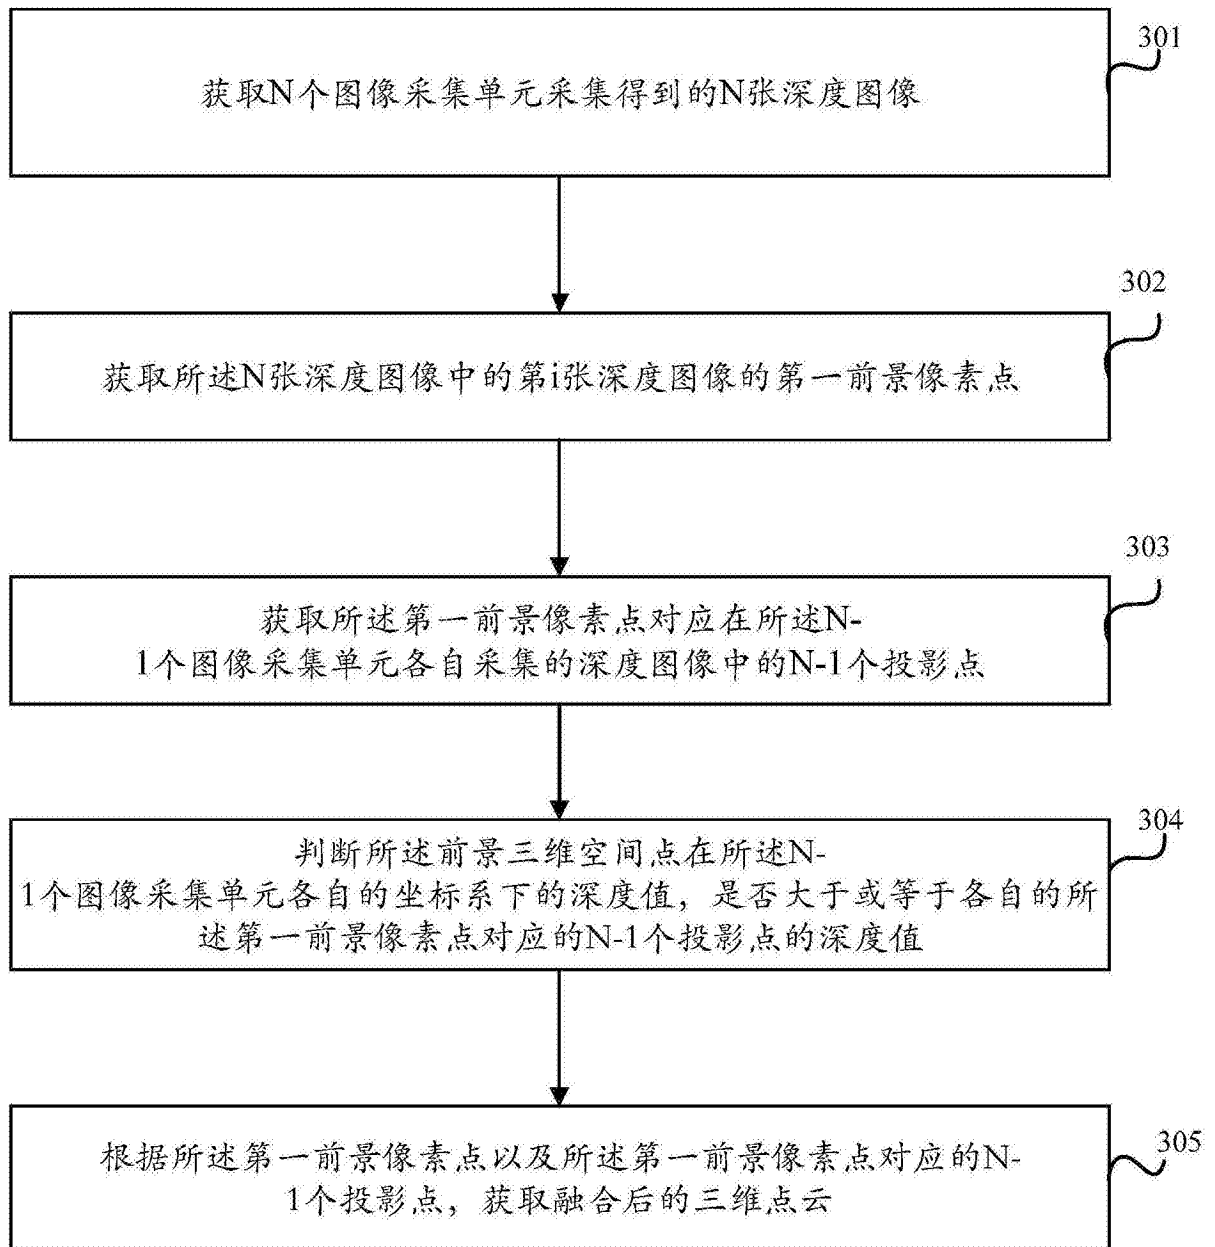 获取N个图像采集单元采集得到的N张深度图像
301
302
获取所述N张深度图像中的第i张深度图像的第一前景像素点
303
获取所述第一前景像素点对应在所述N-
1个图像采集单元各自采集的深度图像中的N-1个投影点
304
判断所述前景三维空间点在所述N-
1个图像采集单元各自的坐标系下的深度值，是否大于或等于各自的所
述第一前景像素点对应的N-1个投影点的深度值
305
根据所述第一前景像素点以及所述第一前景像素点对应的N-
1个投影点，获取融合后的三维点云